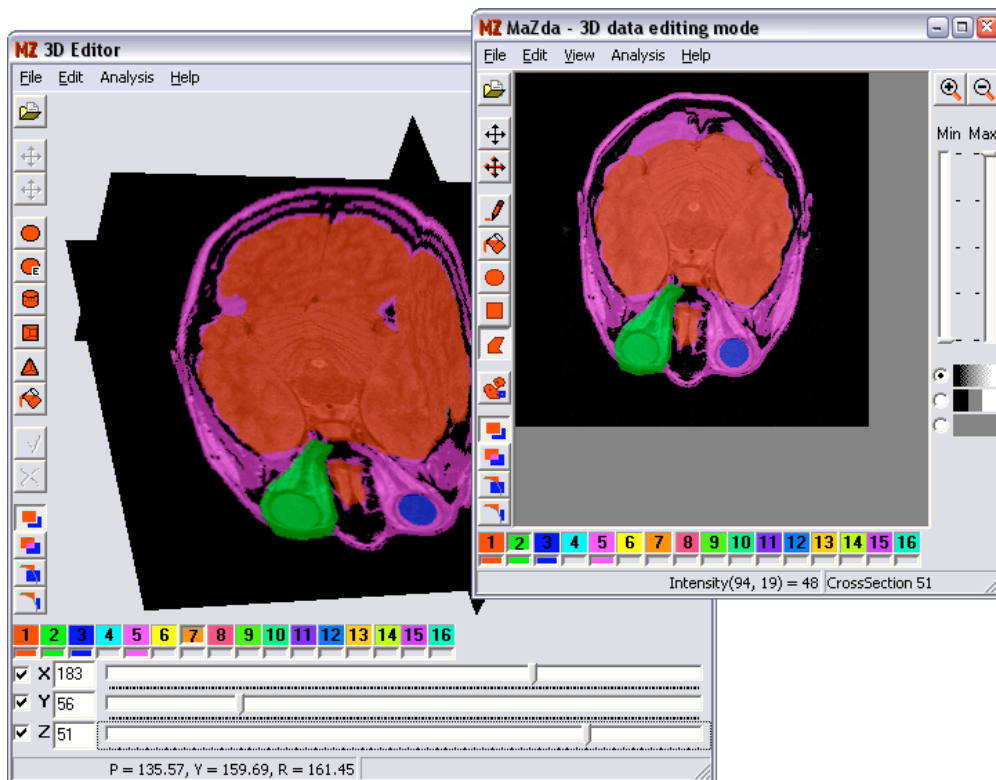 MZ 3D Editor
File Edit Analysis Help
E
1 2 3 4 5 6 7 8 9 10 11 12 13 14 15 16
X 183
Y 56
Z 51
P = 135.57, Y = 159.69, R = 161.45
MZ MaZda - 3D data editing mode
File Edit View Analysis Help
Min Max
1 2 3 4 5 6 7 8 9 10 11 12 13 14 15 16
Intensity(94, 19) = 48 CrossSection 51